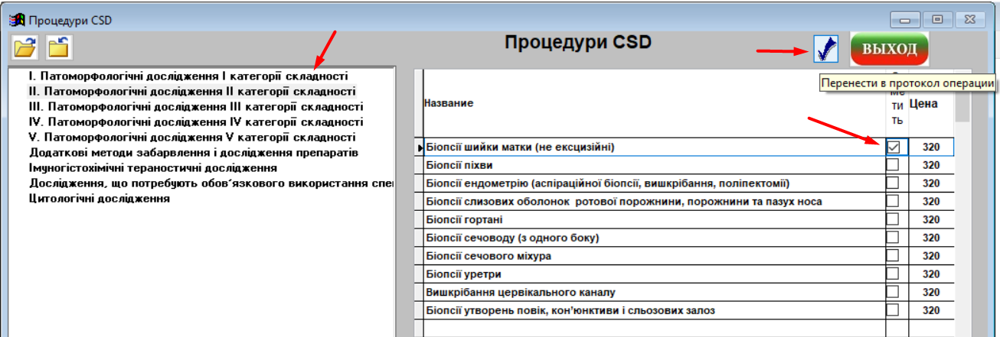 Процедури CSD
Процедури CSD
ВЫХОД
Перенести в протокол операции
I. Патоморфологічні дослідження I категорії складності
II. Патоморфологічні дослідження II категорії складності
III. Патоморфологічні дослідження III категорії складності
IV. Патоморфологічні дослідження IV категорії складності
V. Патоморфологічні дослідження V категорії складності
Додаткові методи забарвлення і дослідження препаратів
Імуногістохімічні тераностичні дослідження
Дослідження, що потребують обов´язкового використання спе
Цитологічні дослідження
Название
ме
ти
ть
Цена
Біопсії шийки матки (не ексцизійні) 320
Біопсії піхви 320
Біопсії ендометрію (аспіраційної біопсії, вишкрібання, поліпектомії) 320
Біопсії слизових оболонок ротової порожнини, порожнини та пазух носа 320
Біопсії гортані 320
Біопсії сечоводу (з одного боку) 320
Біопсії сечового міхура 320
Біопсії уретри 320
Вишкрібання цервікального каналу 320
Біопсії утворень повік, кон'юнктиви і сльозових залоз 320